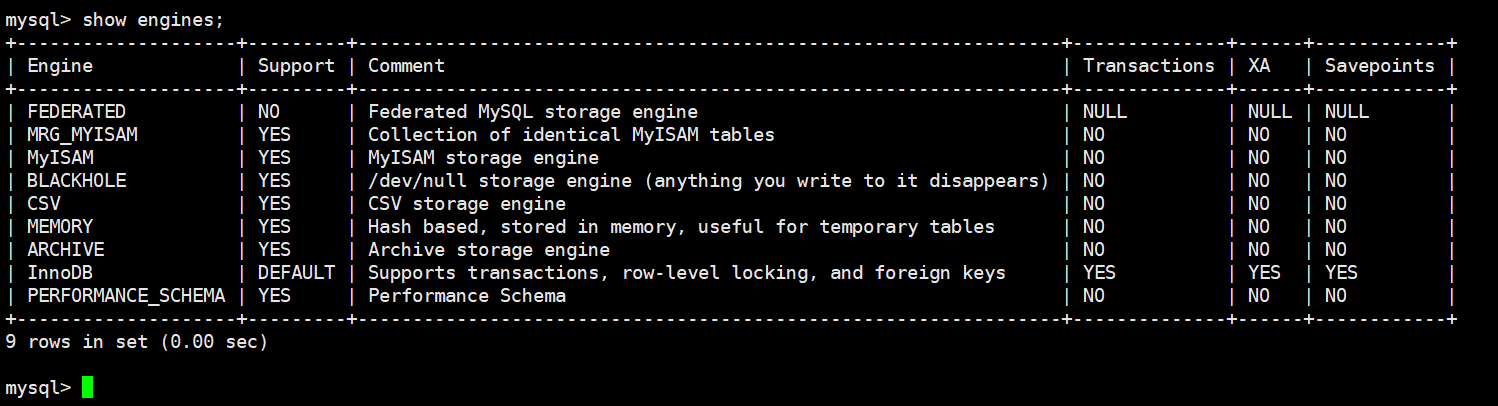 mysql> show engines;
+--------------------+---------+----------------------------------------------------------------+--------------+------+------------+
| Engine             | Support | Comment                                                        | Transactions | XA   | Savepoints |
+--------------------+---------+----------------------------------------------------------------+--------------+------+------------+
| FEDERATED          | NO      | Federated MySQL storage engine                                 | NULL         | NULL | NULL       |
| MRG_MYISAM         | YES     | Collection of identical MyISAM tables                          | NO           | NO   | NO         |
| MyISAM             | YES     | MyISAM storage engine                                          | NO           | NO   | NO         |
| BLACKHOLE          | YES     | /dev/null storage engine (anything you write to it disappears) | NO           | NO   | NO         |
| CSV                | YES     | CSV storage engine                                             | NO           | NO   | NO         |
| MEMORY             | YES     | Hash based, stored in memory, useful for temporary tables      | NO           | NO   | NO         |
| ARCHIVE            | YES     | Archive storage engine                                         | NO           | NO   | NO         |
| InnoDB             | DEFAULT | Supports transactions, row-level locking, and foreign keys     | YES          | YES  | YES        |
| PERFORMANCE_SCHEMA | YES     | Performance Schema                                             | NO           | NO   | NO         |
+--------------------+---------+----------------------------------------------------------------+--------------+------+------------+
9 rows in set (0.00 sec)
mysql>